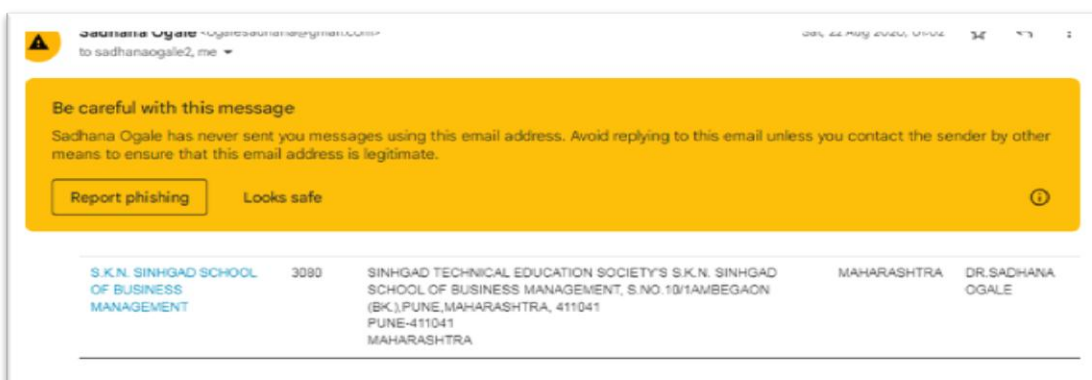 Sadhana Ogale
to sadhanaogale2, me
Be careful with this message
Sadhana Ogale has never sent you messages using this email address. Avoid replying to this email unless you contact the sender by other
means to ensure that this email address is legitimate.
Report phishing Looks safe
S.K.N. SINHGAD SCHOOL
OF BUSINESS
MANAGEMENT
3080
SINHGAD TECHNICAL EDUCATION SOCIETY'S S.K.N. SINHGAD
SCHOOL OF BUSINESS MANAGEMENT, S.NO.10/1AMBEGAON
(BK.),PUNE,MAHARASHTRA, 411041
PUNE-411041
MAHARASHTRA
MAHARASHTRA
DR.SADHANA
OGALE